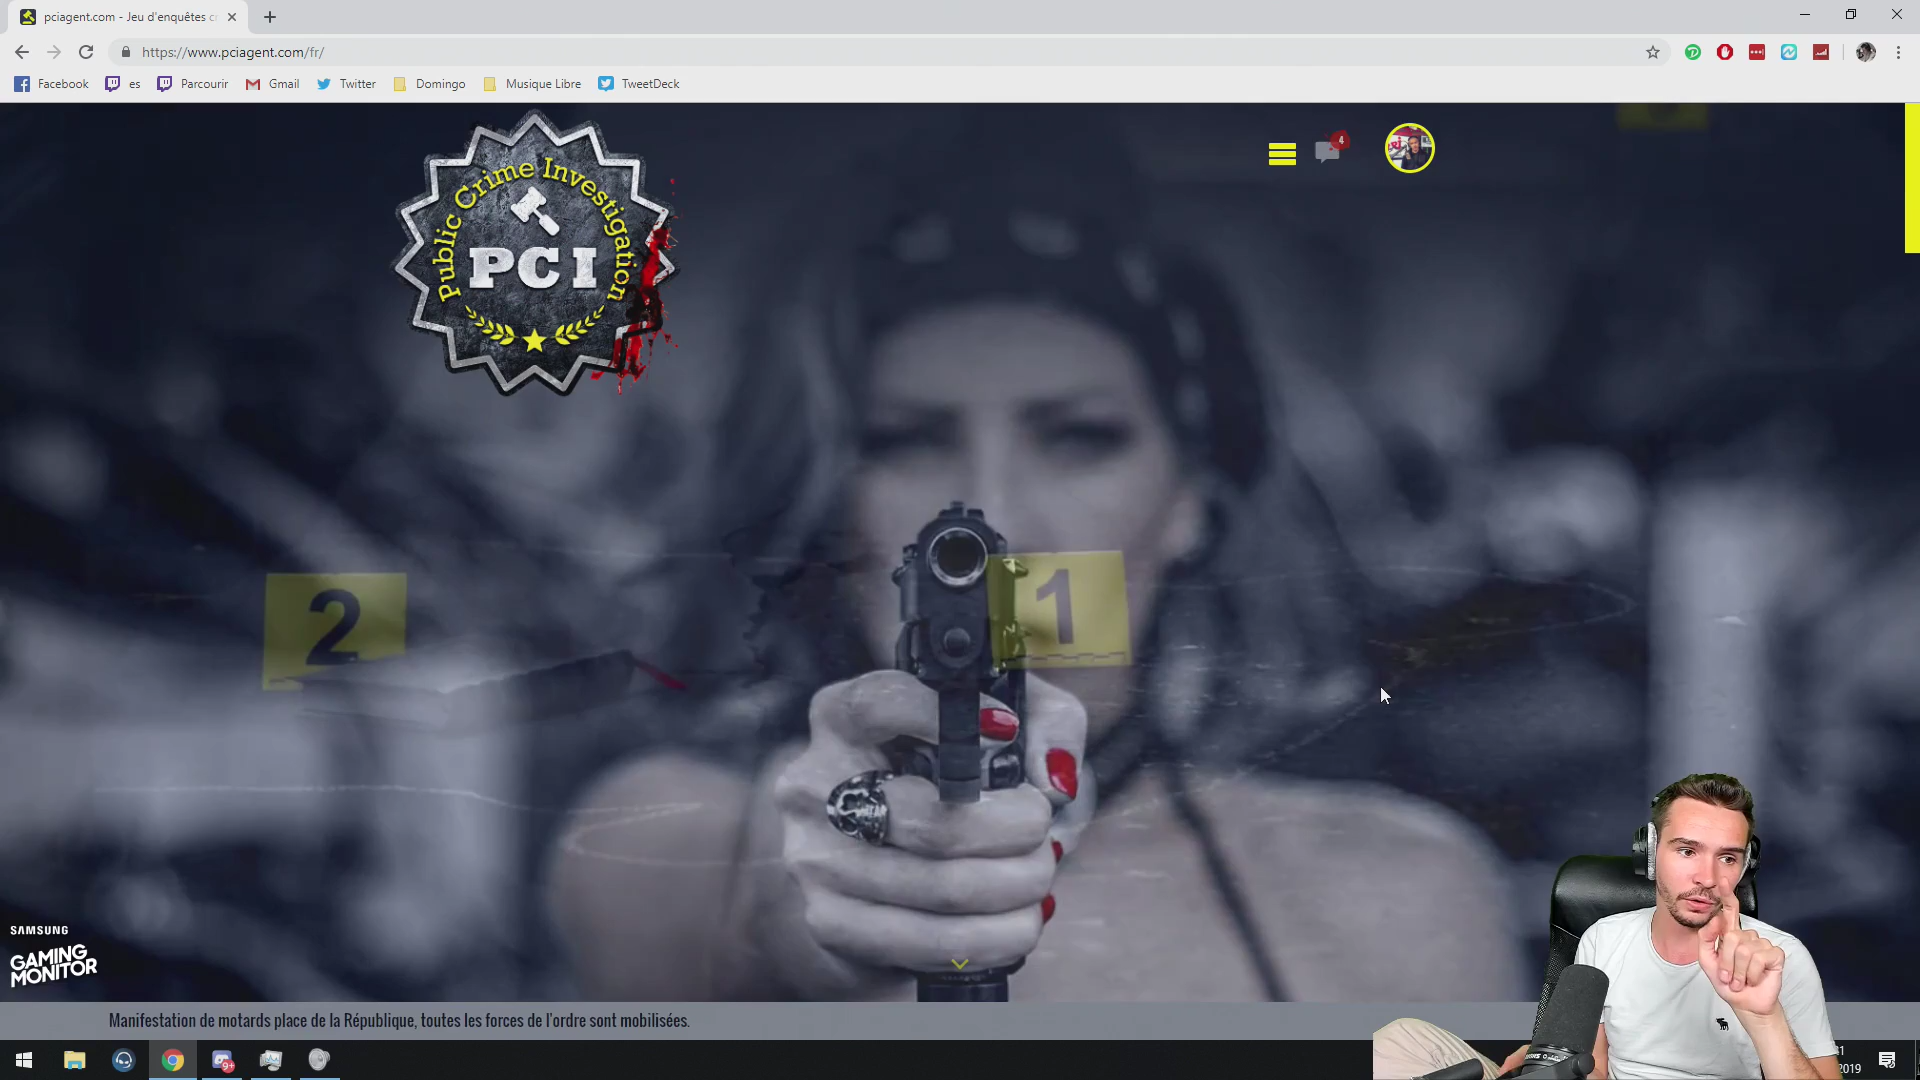 pciagent.com - Jeu d'enquêtes c
https://www.pciagent.com/fr/
Facebook
es
Parcourir
Gmail
Twitter
Domingo
Musique Libre
TweetDeck
Public Crime Investigation
PCI
4
2
1
SAMSUNG
GAMING
MONITOR
Manifestation de motards place de la République, toutes les forces de l'ordre sont mobilisées.
9+
2019